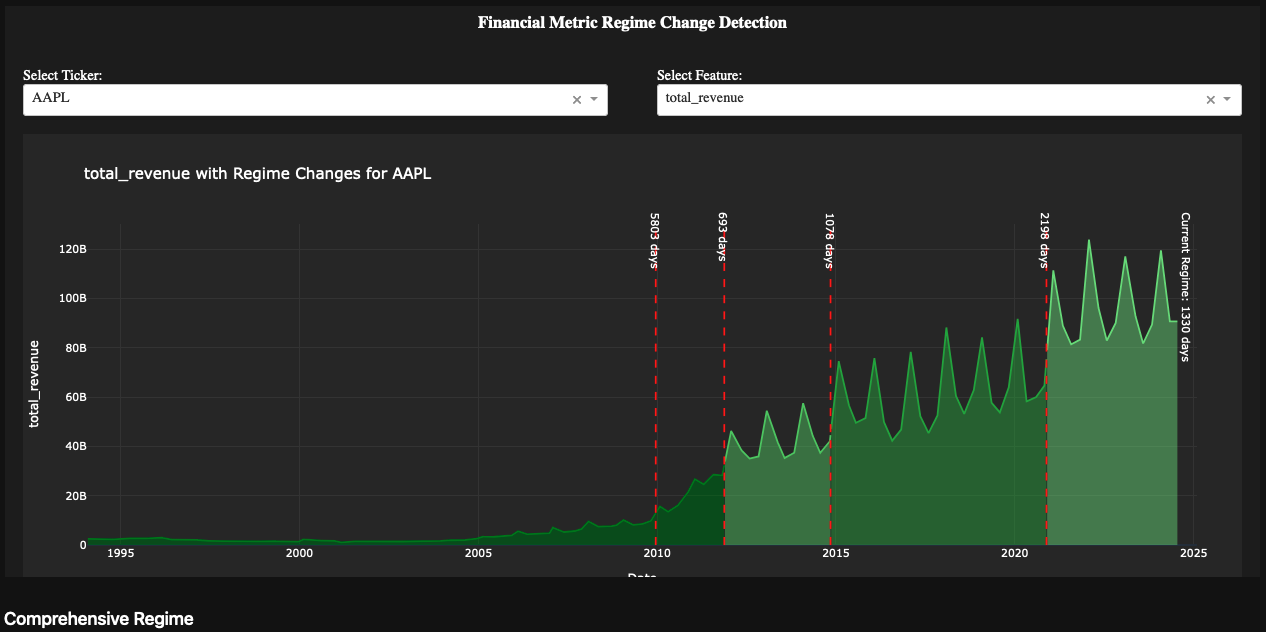 Financial Metric Regime Change Detection
Select Ticker:
AAPL
Select Feature:
total_revenue
total_revenue with Regime Changes for AAPL
5803 days
693 days
1078 days
2198 days
Current Regime: 1330 days
120B
100B
80B
60B
40B
20B
0
total_revenue
1995
2000
2005
2010
2015
2020
2025
Date
Comprehensive Regime